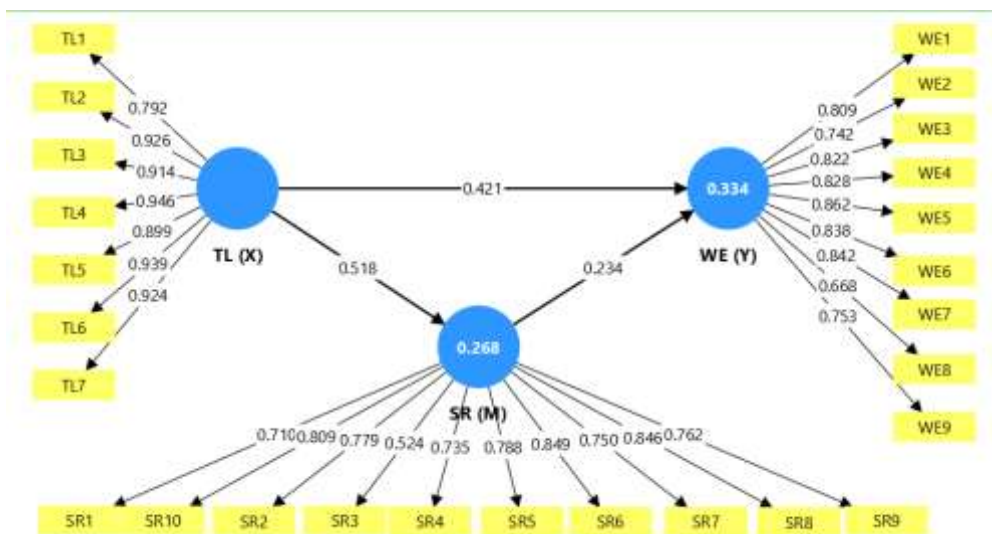 TL1
TL2
TL3
TL4
TL5
TL6
TL7
0.792
0.926
0.914
0.946
0.899
0.939
0.924
TL (X)
0.421
0.518
0.234
0.334
WE (Y)
0.268
SR (M)
0.809
0.742
0.822
0.828
0.862
0.838
0.842
0.668
0.753
WE1
WE2
WE3
WE4
WE5
WE6
WE7
WE8
WE9
0.710 0.809 0.779 0.524 0.735 0.788 0.849 0.750 0.846 0.762
SR1 SR10 SR2 SR3 SR4 SR5 SR6 SR7 SR8 SR9